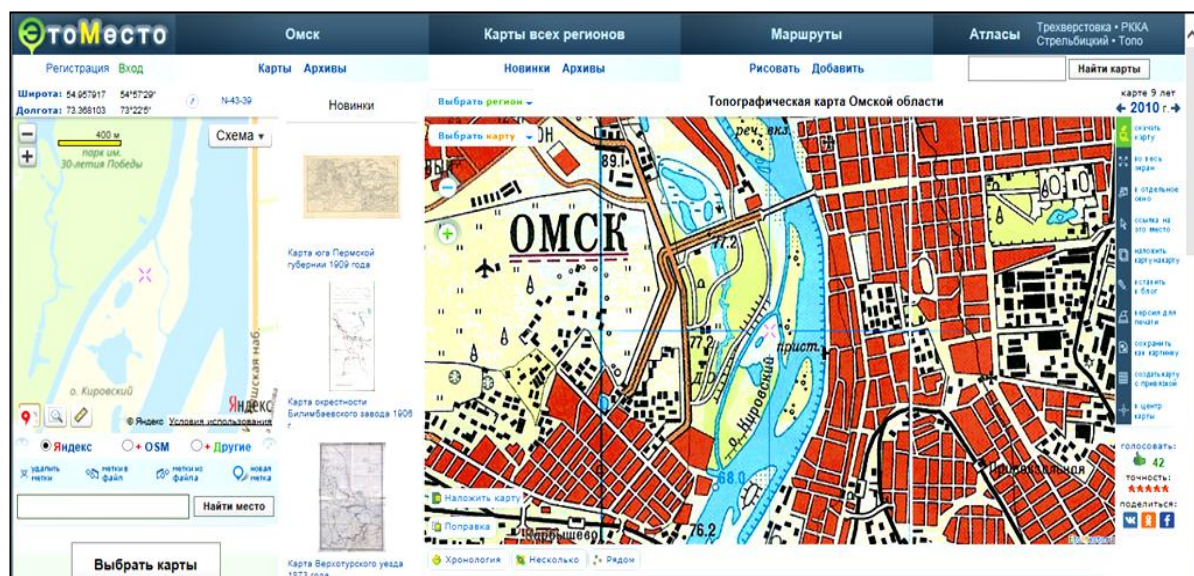 ЭтоМесто
Омск
Карты всех регионов
Маршруты
Атласы
Трехверстовка • РККА
Стрельбицкий • Топо
Регистрация Вход
Карты Архивы
Новинки Архивы
Рисовать Добавить
Найти карты
Широта: 54.957917 54°57'29"
Долгота: 73.368103 73°22'5"
N-43-39
Новинки
Выбрать регион
Топографическая карта Омской области
карте 9 лет
← 2010 г. →
400 м
Схема
парк им.
30-летия Победы
о. Кировский
Яндекс
© Яндекс Условия использования
Яндекс + OSM + Другие
удалить метки
метки в файл
метки из файла
новая метка
Найти место
Выбрать карты
Карта юга Пермской
губернии 1909 года
Карта окрестности
Билимбаевского завода 1906
г.
Карта Верхотурского уезда
Выбрать карту
реч. вкз.
89.1
ОМСК
77.2
77.2
Д.О.
прист.
о. Кировский
68.0
76.2
Карбышево
Наложить карту
Поправка
Хронология Несколько Рядом
скачать карту
во весь экран
в отдельное окно
ссылка на это место
наложить карту на карту
вставить в блог
версия для печати
сохранить как картинку
создать карту с привязкой
в центр карты
голосовать:
42
точность:
поделиться: